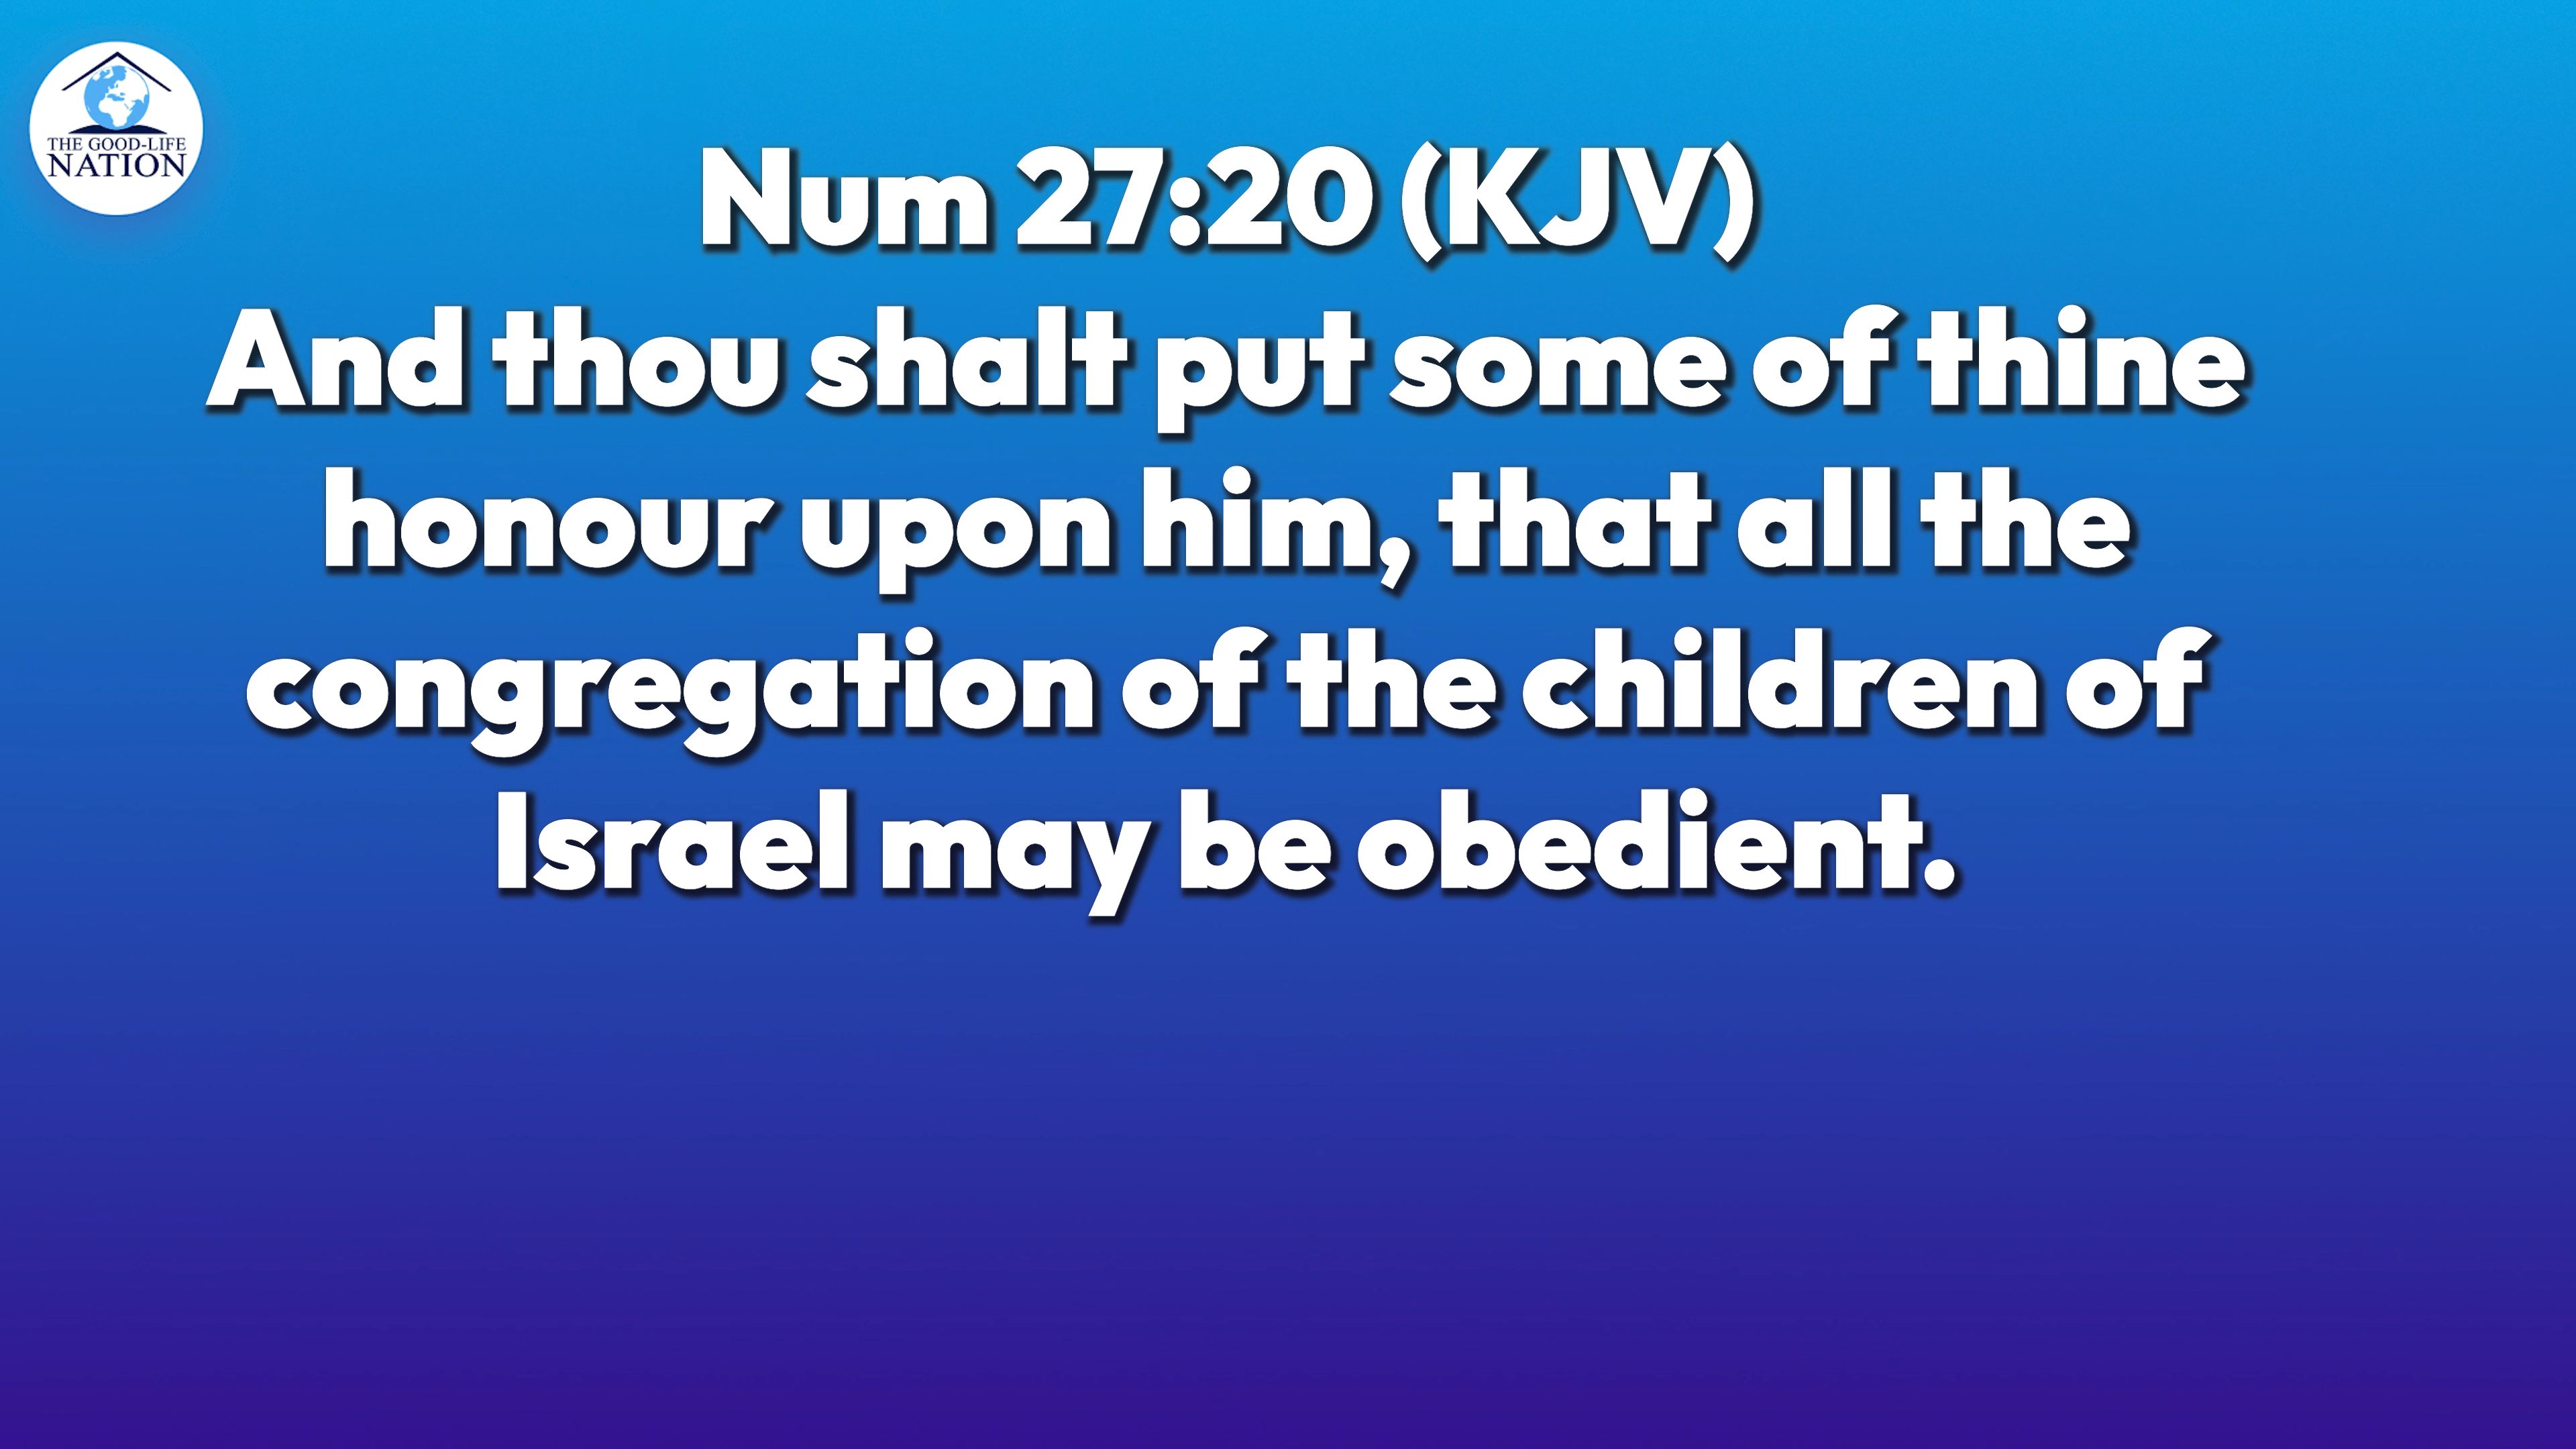 THE GOOD-LIFE
NATION
Num 27:20 (KJV)
And thou shalt put some of thine
honour upon him, that all the
congregation of the children of
Israel may be obedient.